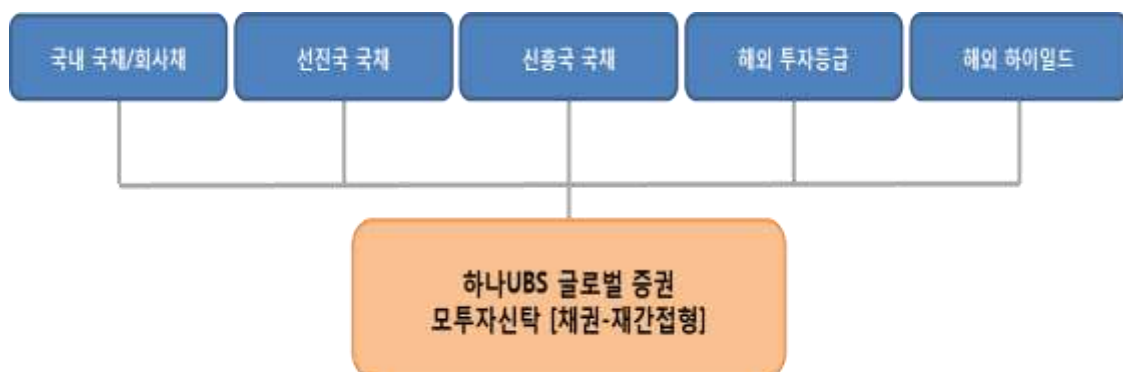 국내 국채/회사채
선진국 국채
신흥국 국채
해외 투자등급
해외 하이일드
하나UBS 글로벌 증권
모투자신탁 [채권-재간접형]